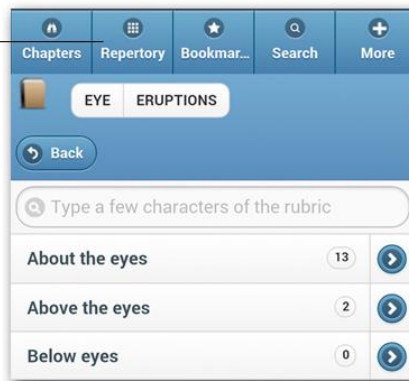 Chapters Repertory Bookmar... Search More
EYE ERUPTIONS
Back
Type a few characters of the rubric
About the eyes 13
Above the eyes 2
Below eyes 0